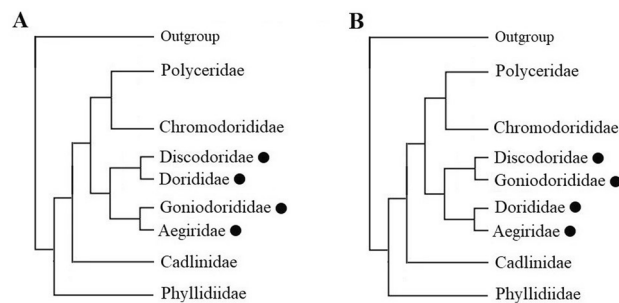 A
Outgroup
Polyceridae
Chromodorididae
Discodoridae
Dorididae
Goniodorididae
Aegiridae
Cadlinidae
Phyllidiidae
B
Outgroup
Polyceridae
Chromodorididae
Discodoridae
Goniodorididae
Dorididae
Aegiridae
Cadlinidae
Phyllidiidae